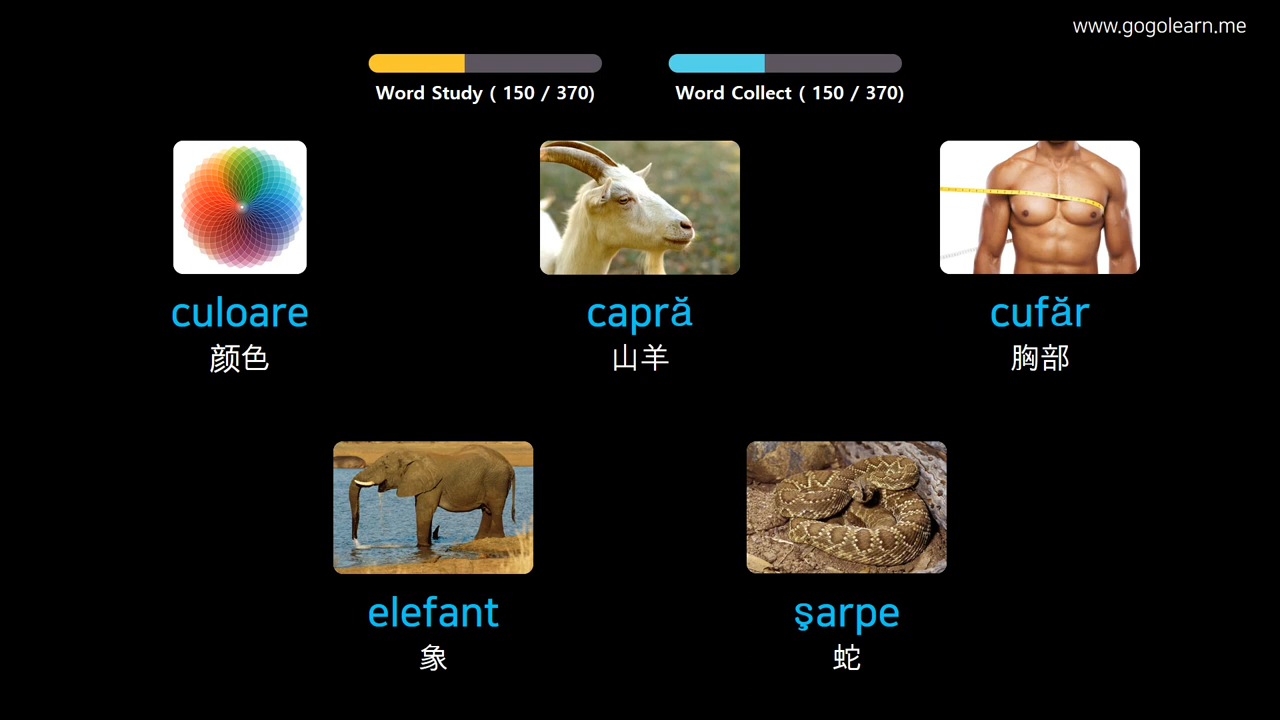 www.gogolearn.me
Word Study ( 150 / 370)
Word Collect ( 150 / 370)
culoare
颜色
capră
山羊
cufăr
胸部
elefant
象
şarpe
蛇